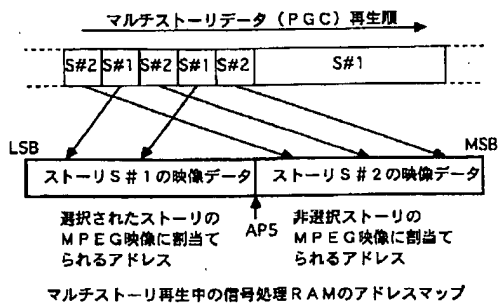 マルチストーリデータ（PGC）再生順
S#2 S#1 S#2 S#1 S#2 S#1
LSB MSB
ストーリS#1の映像データ ストーリS#2の映像データ
選択されたストーリの
MPEG映像に割当て
られるアドレス
AP5
非選択ストーリの
MPEG映像に割当て
られるアドレス
マルチストーリ再生中の信号処理RAMのアドレスマップ